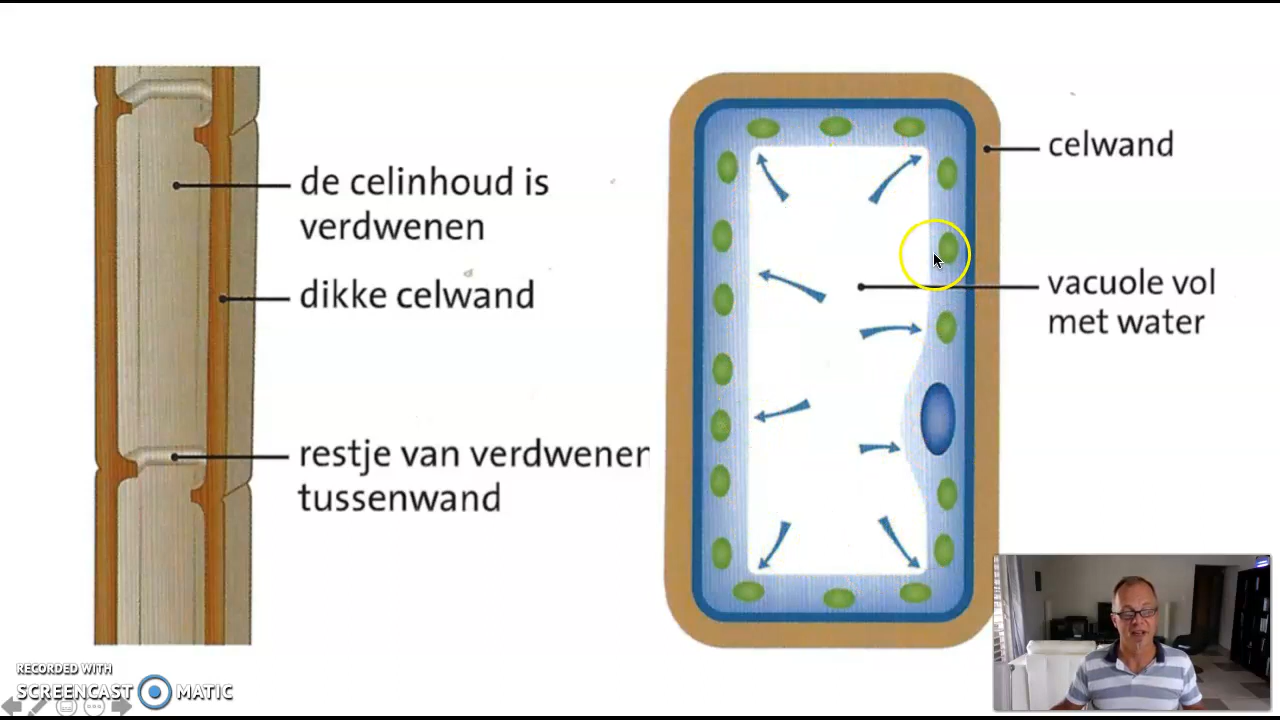 de celinhoud is
verdwenen
dikke celwand
restje van verdwenen
tussenwand
celwand
vacuole vol
met water
RECORDED WITH
SCREENCAST MATIC